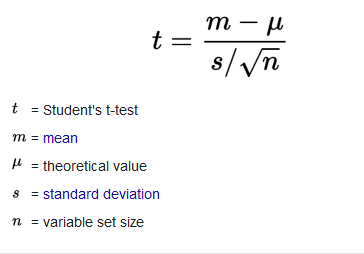 t = m − μ / s/√n
t = Student's t-test
m = mean
μ = theoretical value
s = standard deviation
n = variable set size